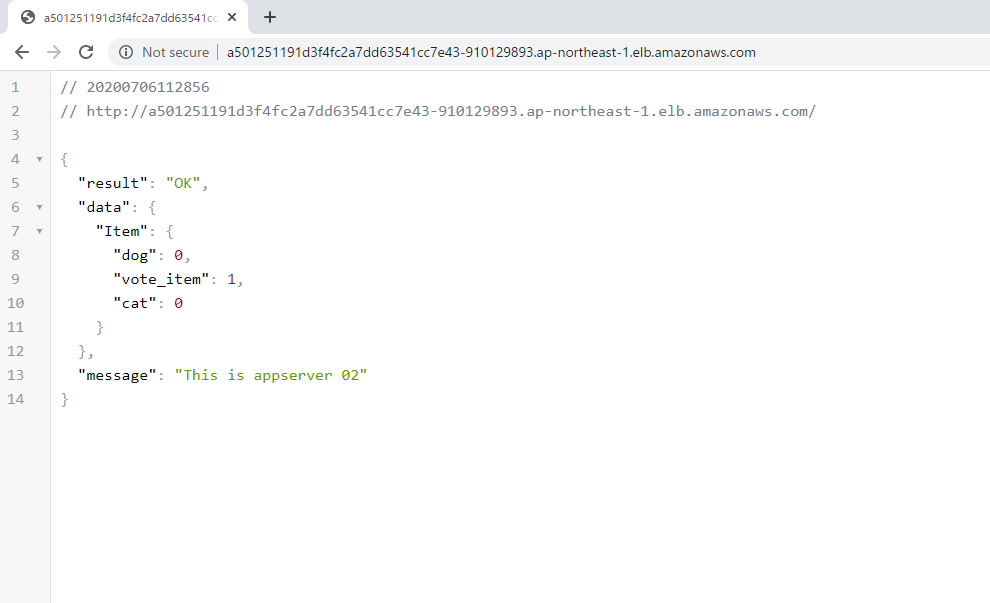 a501251191d3f4fc2a7dd63541cc
Not secure a501251191d3f4fc2a7dd63541cc7e43-910129893.ap-northeast-1.elb.amazonaws.com
1 // 20200706112856
2 // http://a501251191d3f4fc2a7dd63541cc7e43-910129893.ap-northeast-1.elb.amazonaws.com/
3
4 {
5 "result": "OK",
6 "data": {
7 "Item": {
8 "dog": 0,
9 "vote_item": 1,
10 "cat": 0
11 }
12 },
13 "message": "This is appserver 02"
14 }